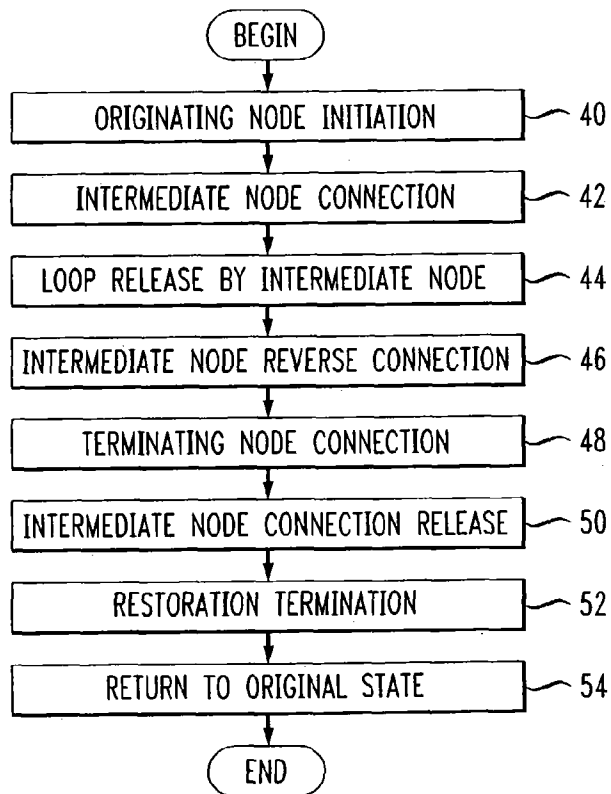 BEGIN
ORIGINATING NODE INITIATION 40
INTERMEDIATE NODE CONNECTION 42
LOOP RELEASE BY INTERMEDIATE NODE 44
INTERMEDIATE NODE REVERSE CONNECTION 46
TERMINATING NODE CONNECTION 48
INTERMEDIATE NODE CONNECTION RELEASE 50
RESTORATION TERMINATION 52
RETURN TO ORIGINAL STATE 54
END